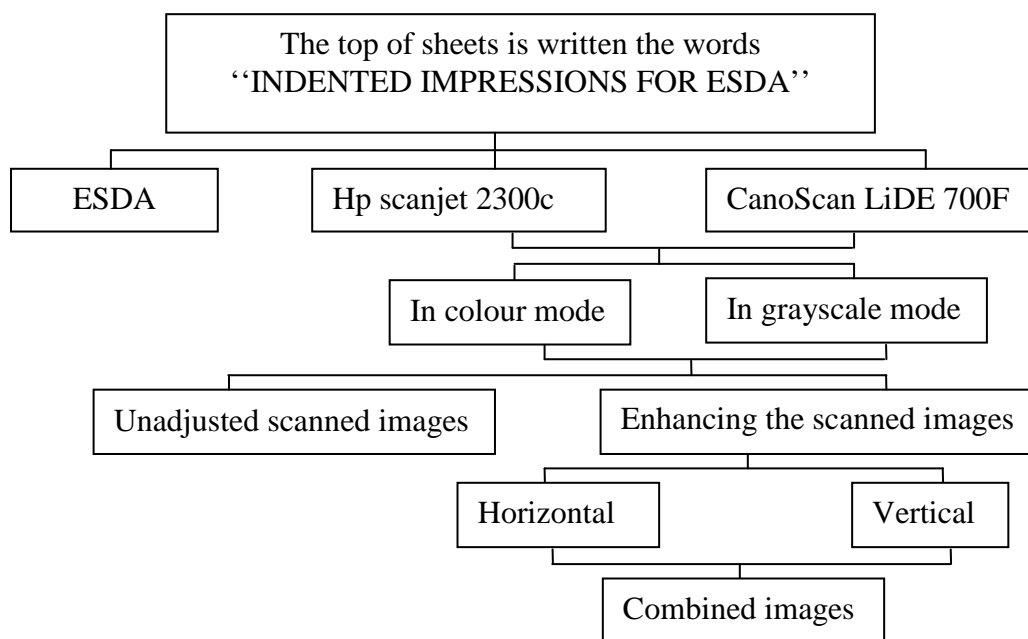 The top of sheets is written the words
‘‘INDENTED IMPRESSIONS FOR ESDA’’
ESDA
Hp scanjet 2300c
CanoScan LiDE 700F
In colour mode
In grayscale mode
Unadjusted scanned images
Enhancing the scanned images
Horizontal
Vertical
Combined images